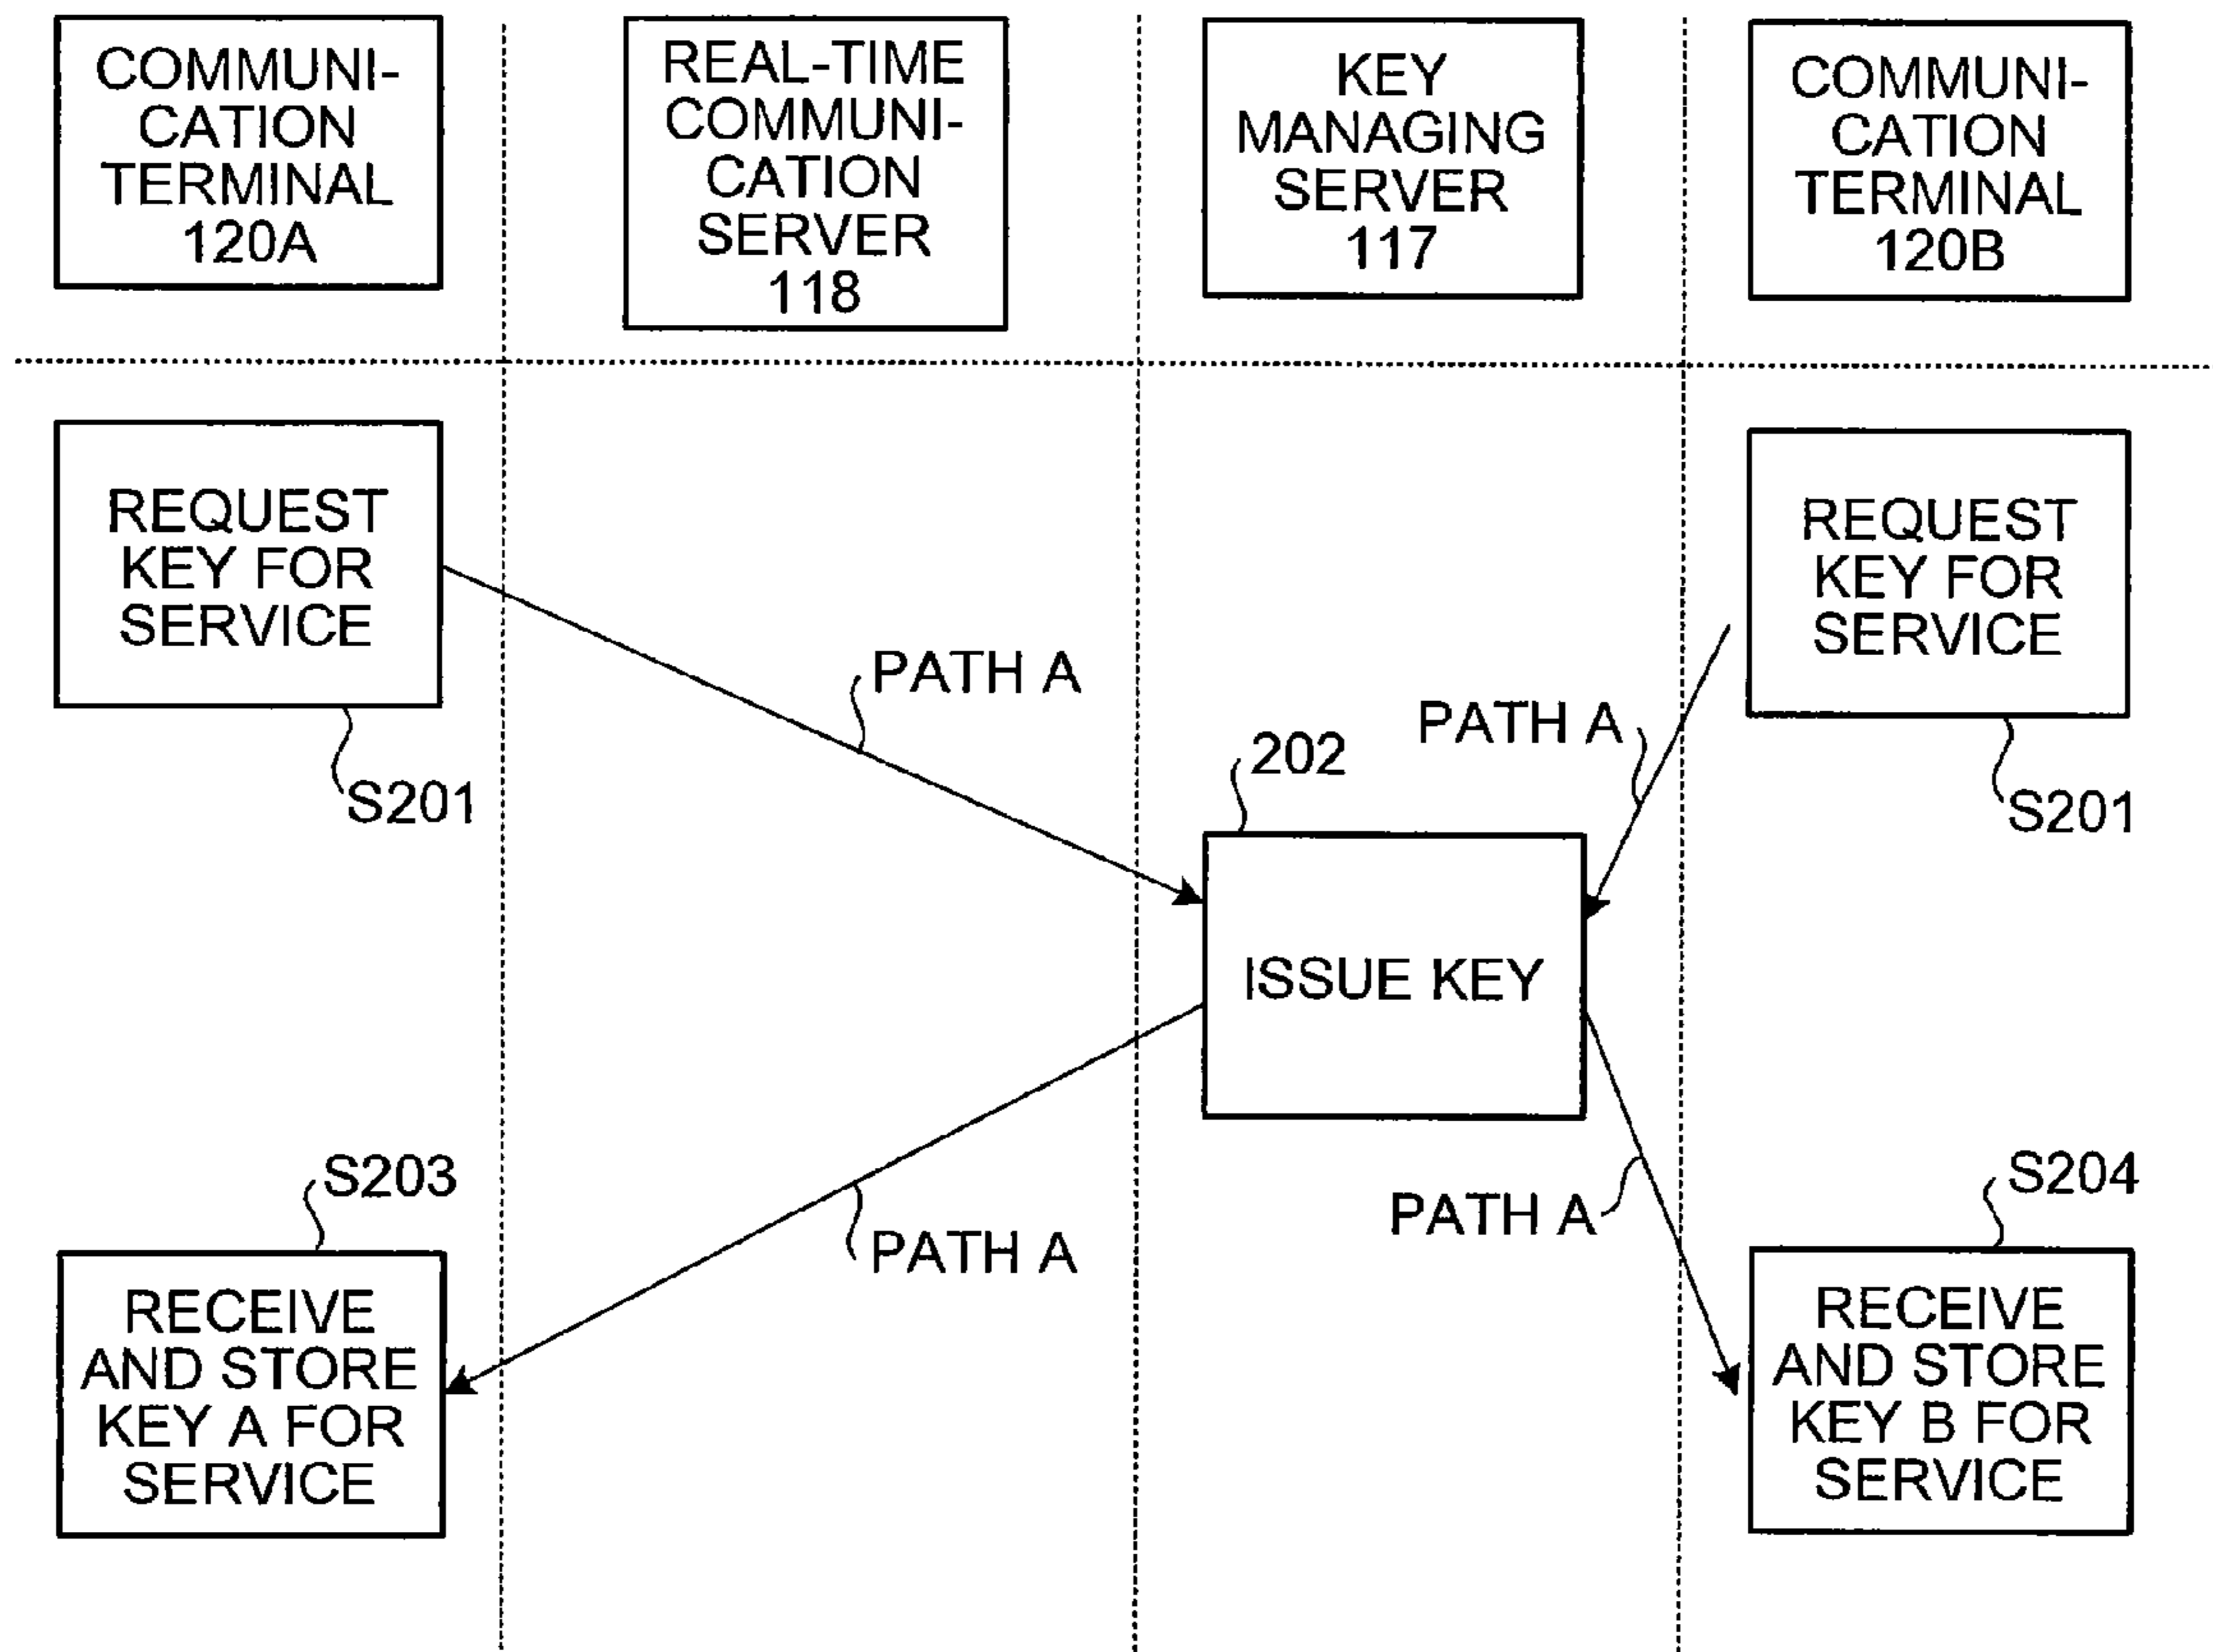 COMMUNI-
CATION
TERMINAL
120A
REAL-TIME
COMMUNI-
CATION
SERVER
118
KEY
MANAGING
SERVER
117
COMMUNI-
CATION
TERMINAL
120B
REQUEST
KEY FOR
SERVICE
S201
PATH A
REQUEST
KEY FOR
SERVICE
S201
PATH A
202
ISSUE KEY
PATH A
PATH A
S203
RECEIVE
AND STORE
KEY A FOR
SERVICE
S204
RECEIVE
AND STORE
KEY B FOR
SERVICE